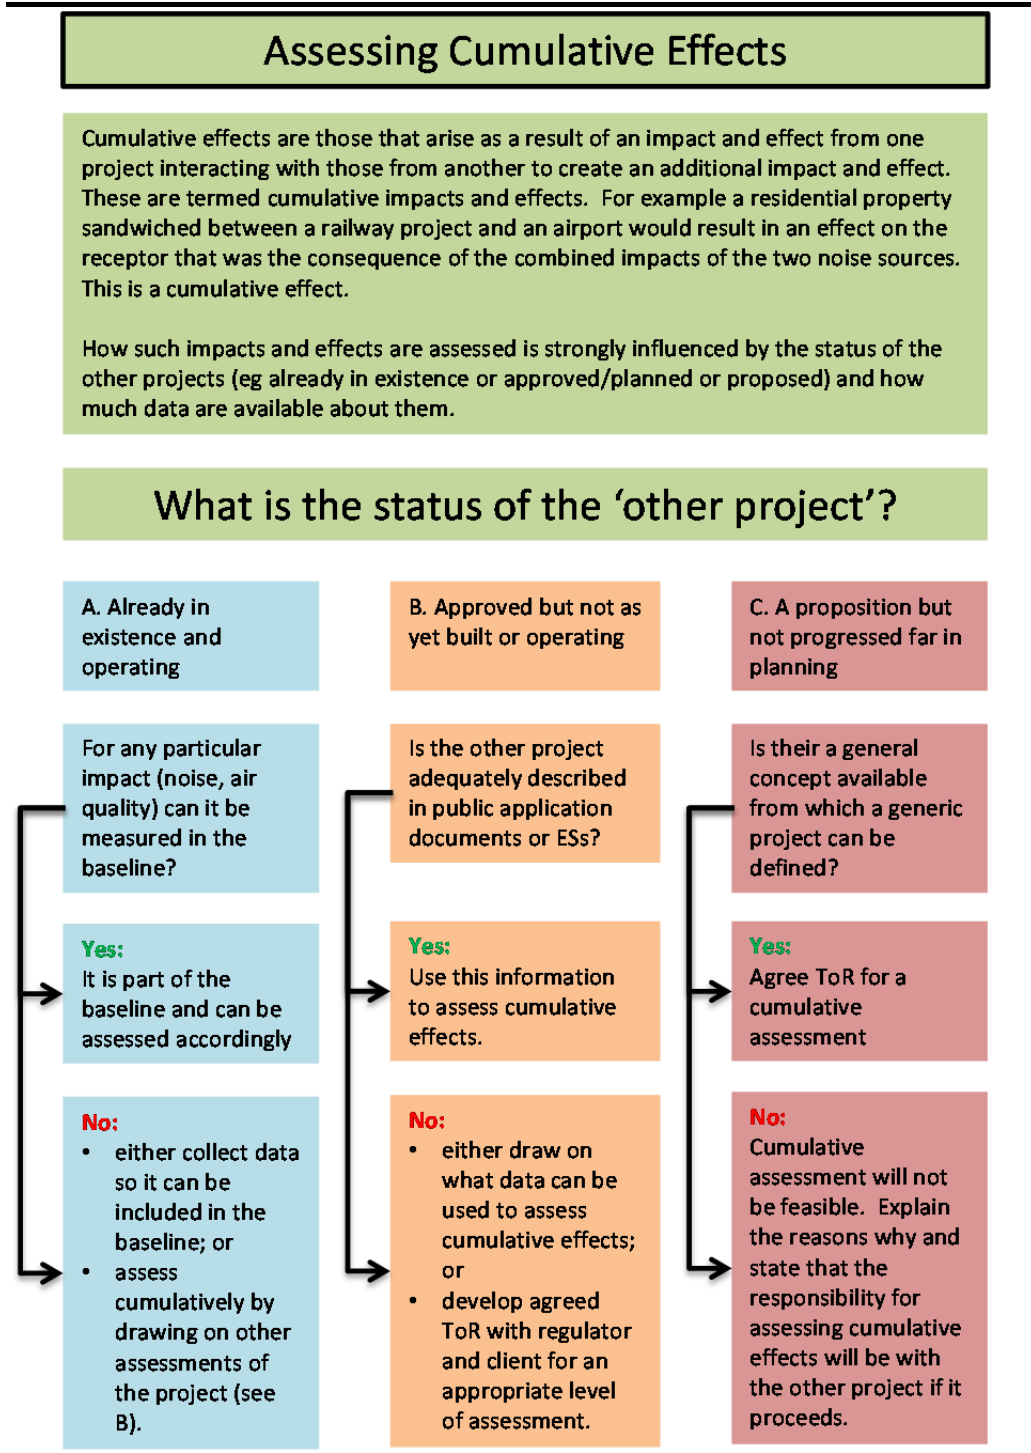 Assessing Cumulative Effects
Cumulative effects are those that arise as a result of an impact and effect from one
project interacting with those from another to create an additional impact and effect.
These are termed cumulative impacts and effects.  For example a residential property
sandwiched between a railway project and an airport would result in an effect on the
receptor that was the consequence of the combined impacts of the two noise sources.
This is a cumulative effect.
How such impacts and effects are assessed is strongly influenced by the status of the
other projects (eg already in existence or approved/planned or proposed) and how
much data are available about them.
What is the status of the ‘other project’?
A. Already in
existence and
operating
For any particular
impact (noise, air
quality) can it be
measured in the
baseline?
Yes:
It is part of the
baseline and can be
assessed accordingly
No:
• either collect data
so it can be
included in the
baseline; or
• assess
cumulatively by
drawing on other
assessments of
the project (see
B).
B. Approved but not as
yet built or operating
Is the other project
adequately described
in public application
documents or ESs?
Yes:
Use this information
to assess cumulative
effects.
No:
• either draw on
what data can be
used to assess
cumulative effects;
or
• develop agreed
ToR with regulator
and client for an
appropriate level
of assessment.
C. A proposition but
not progressed far in
planning
Is their a general
concept available
from which a generic
project can be
defined?
Yes:
Agree ToR for a
cumulative
assessment
No:
Cumulative
assessment will not
be feasible.  Explain
the reasons why and
state that the
responsibility for
assessing cumulative
effects will be with
the other project if it
proceeds.